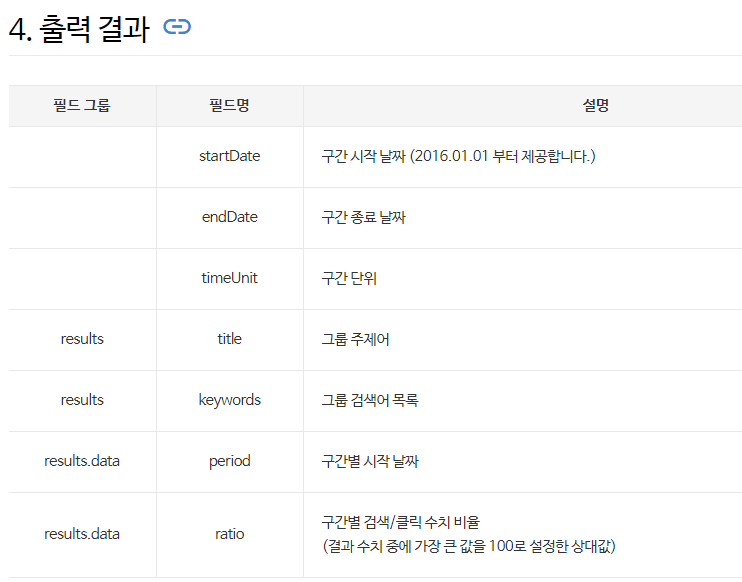 4. 출력 결과
필드 그룹 필드명 설명
startDate 구간 시작 날짜 (2016.01.01 부터 제공합니다.)
endDate 구간 종료 날짜
timeUnit 구간 단위
results title 그룹 주제어
results keywords 그룹 검색어 목록
results.data period 구간별 시작 날짜
results.data ratio 구간별 검색/클릭 수치 비율
(결과 수치 중에 가장 큰 값을 100로 설정한 상대값)